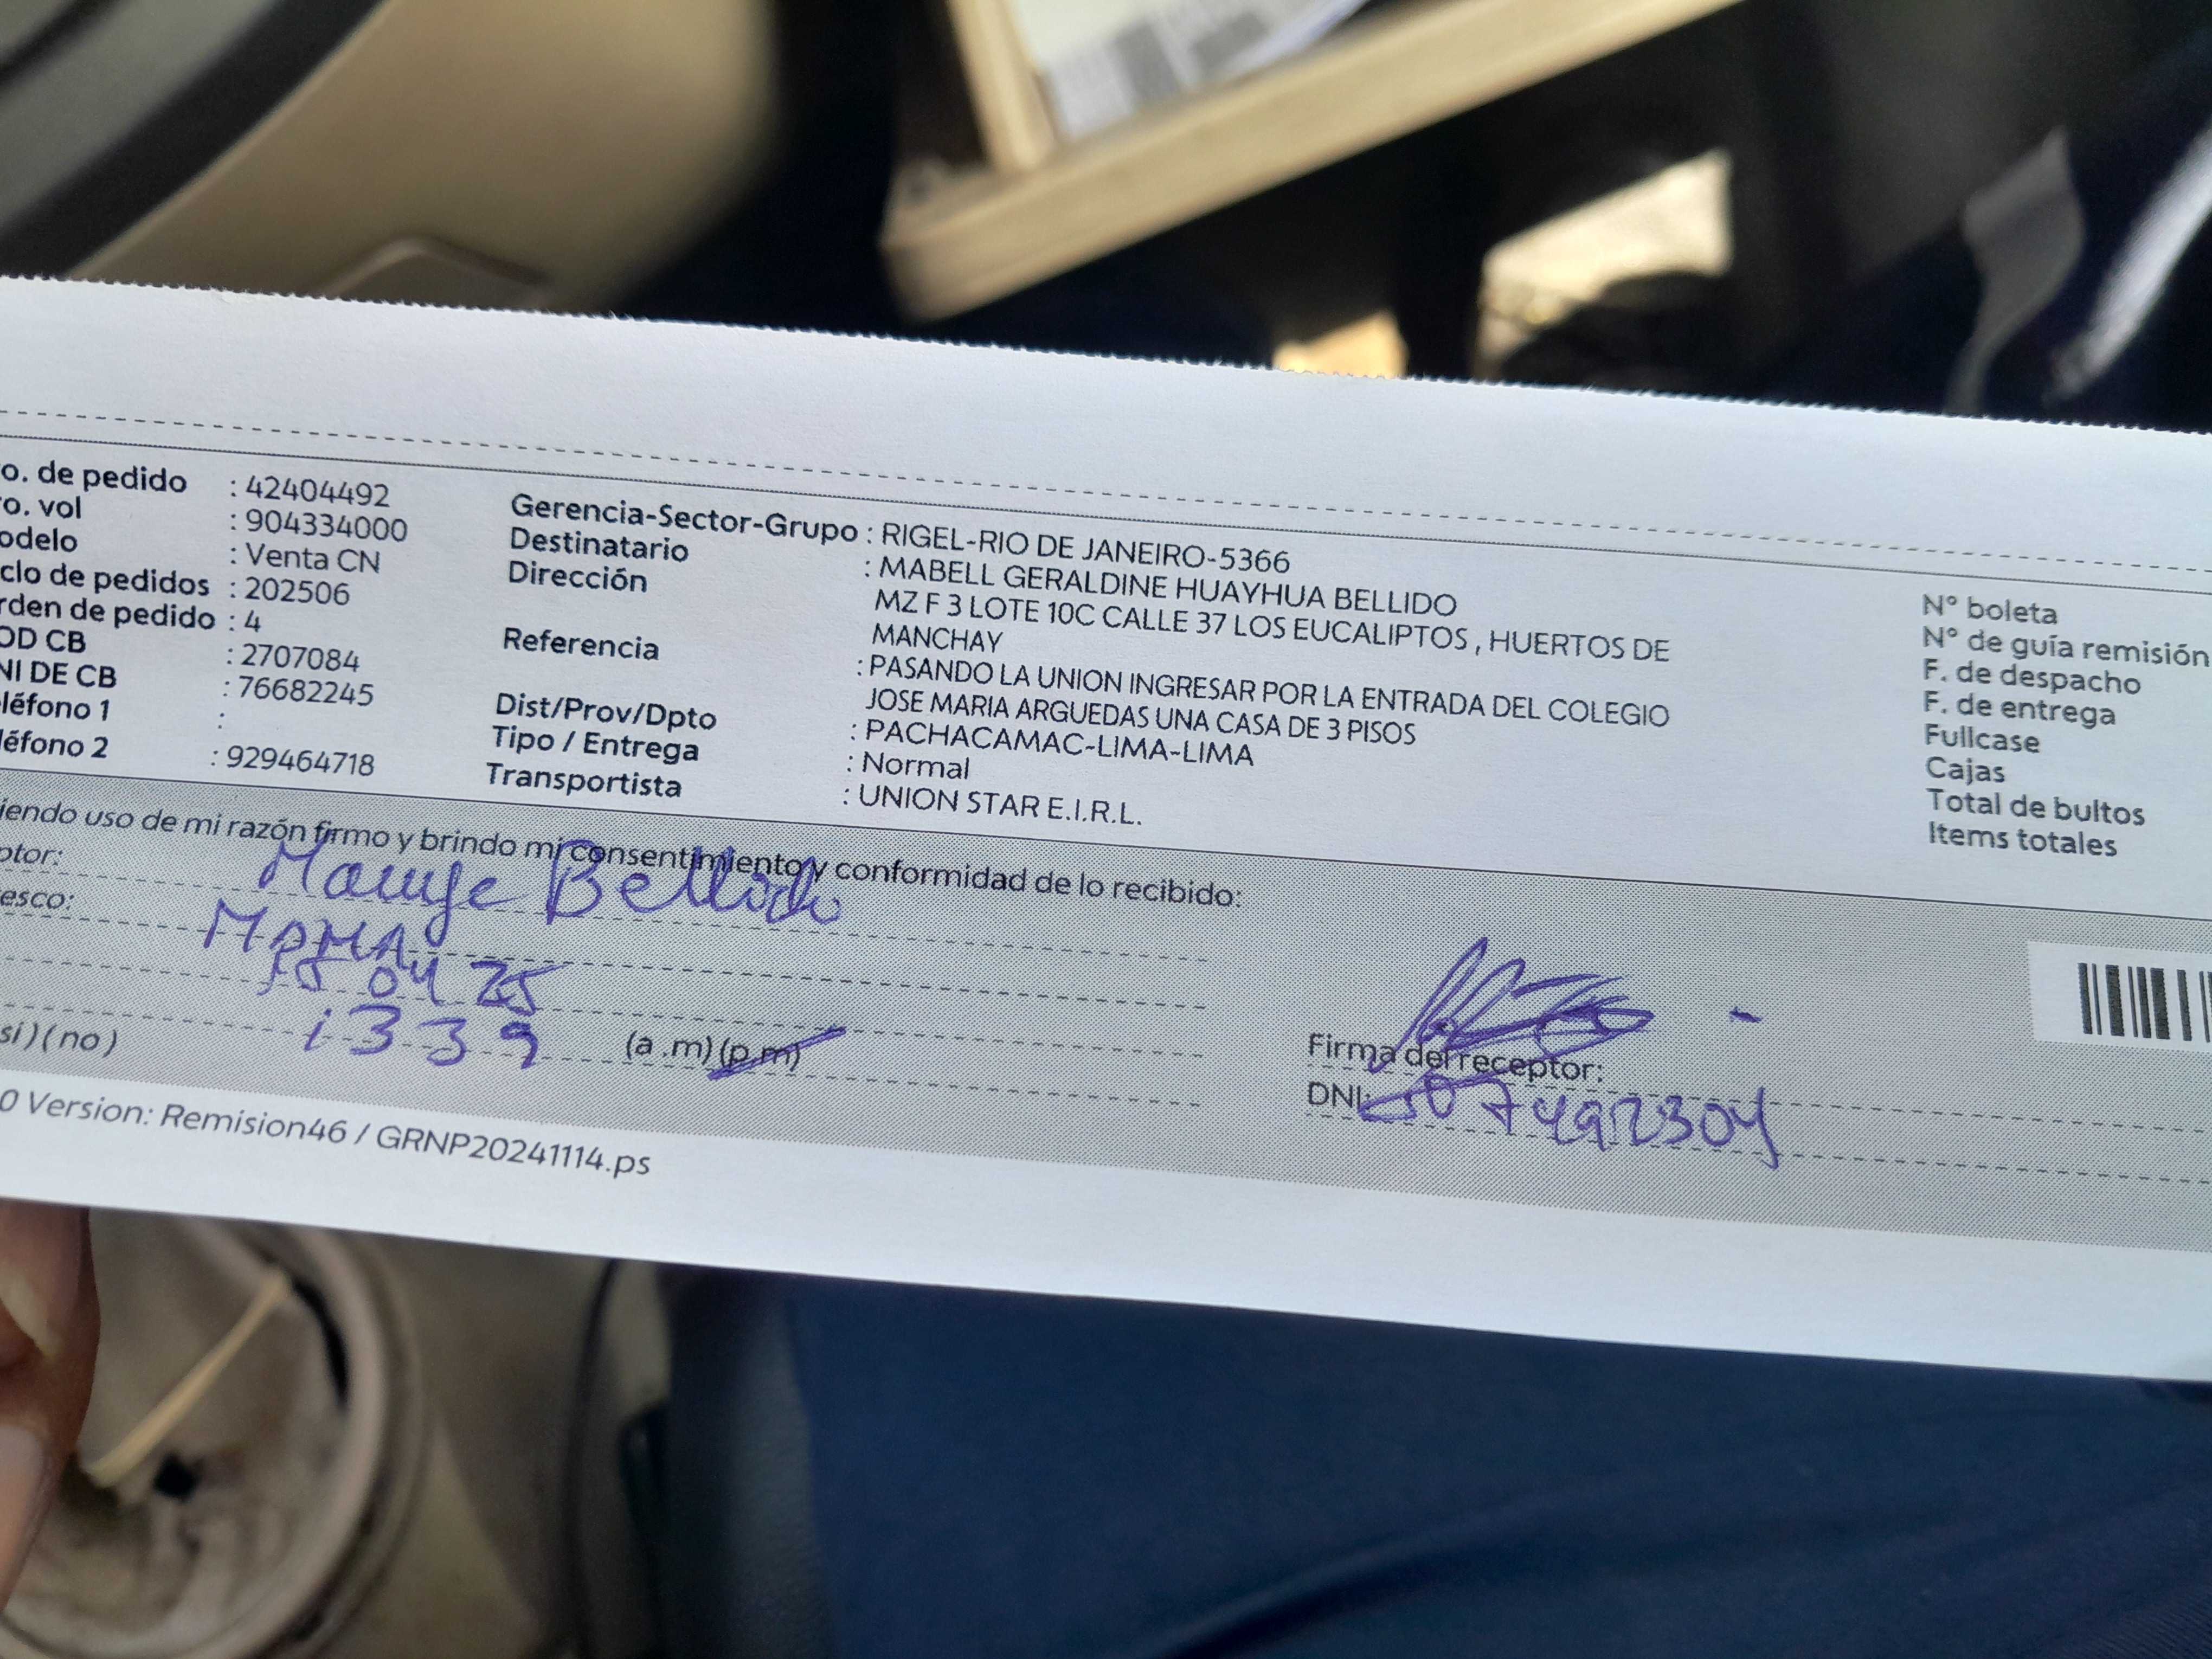 o. de pedido : 42404492
o. vol : 904334000
odelo : Venta CN
clo de pedidos : 202506
rden de pedido : 4
OD CB : 2707084
NI DE CB : 76682245
léfono 1 :
léfono 2 : 929464718
Gerencia-Sector-Grupo : RIGEL-RIO DE JANEIRO-5366
Destinatario : MABELL GERALDINE HUAYHUA BELLIDO
Dirección MZ F 3 LOTE 10C CALLE 37 LOS EUCALIPTOS , HUERTOS DE
MANCHAY
Referencia : PASANDO LA UNION INGRESAR POR LA ENTRADA DEL COLEGIO
JOSE MARIA ARGUEDAS UNA CASA DE 3 PISOS
Dist/Prov/Dpto : PACHACAMAC-LIMA-LIMA
Tipo / Entrega : Normal
Transportista : UNION STAR E.I.R.L.
N° boleta
N° de guía remisión
F. de despacho
F. de entrega
Fullcase
Cajas
Total de bultos
Items totales
iendo uso de mi razón firmo y brindo mi consentimiento y conformidad de lo recibido:
ptor: Bellido
esco: MAMA
04 25
1339 (a .m) (p.m)
sí ) ( no )
Firma del receptor:
DNI: 07492304
0 Version: Remision46 / GRNP20241114.ps